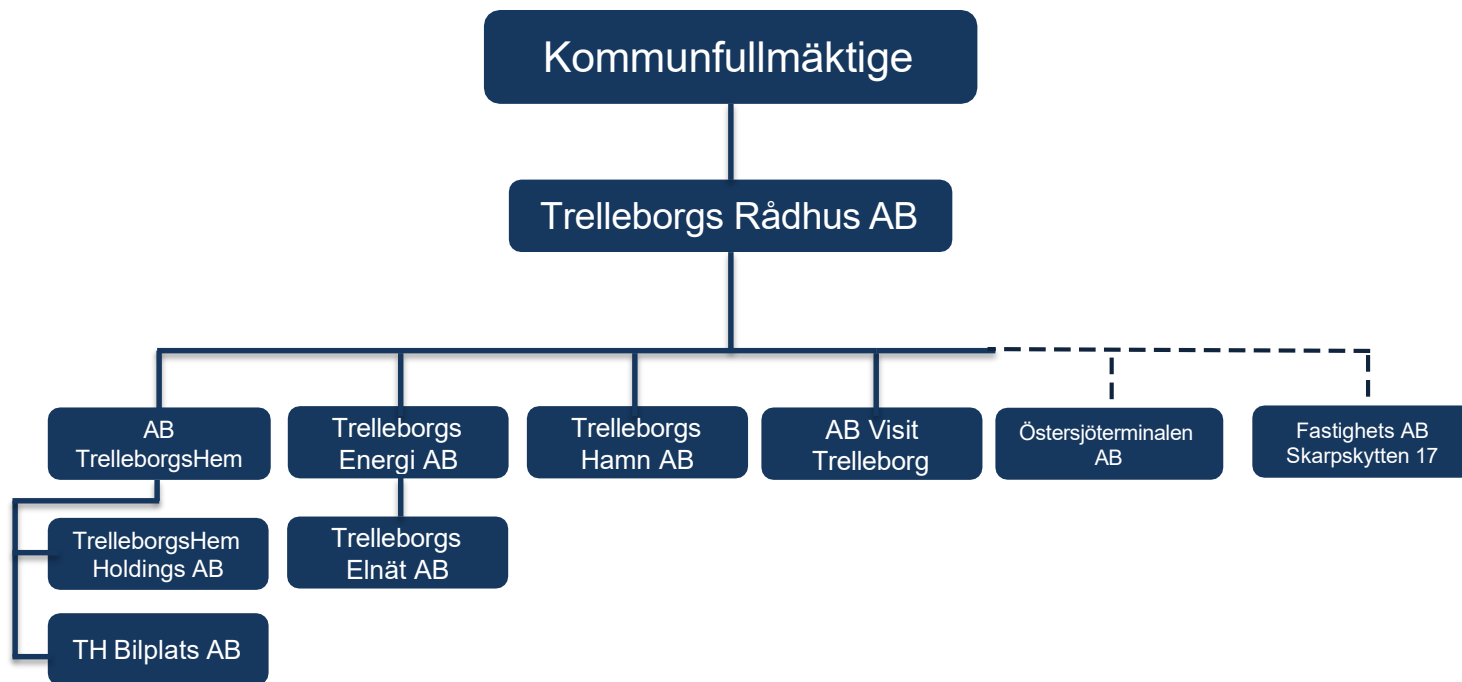 Kommunfullmäktige
Trelleborgs Rådhus AB
AB
TrelleborgsHem
Trelleborgs
Energi AB
Trelleborgs
Hamn AB
AB Visit
Trelleborg
Östersjöterminalen
AB
Fastighets AB
Skarpskytten 17
TrelleborgsHem
Holdings AB
Trelleborgs
Elnät AB
TH Bilplats AB